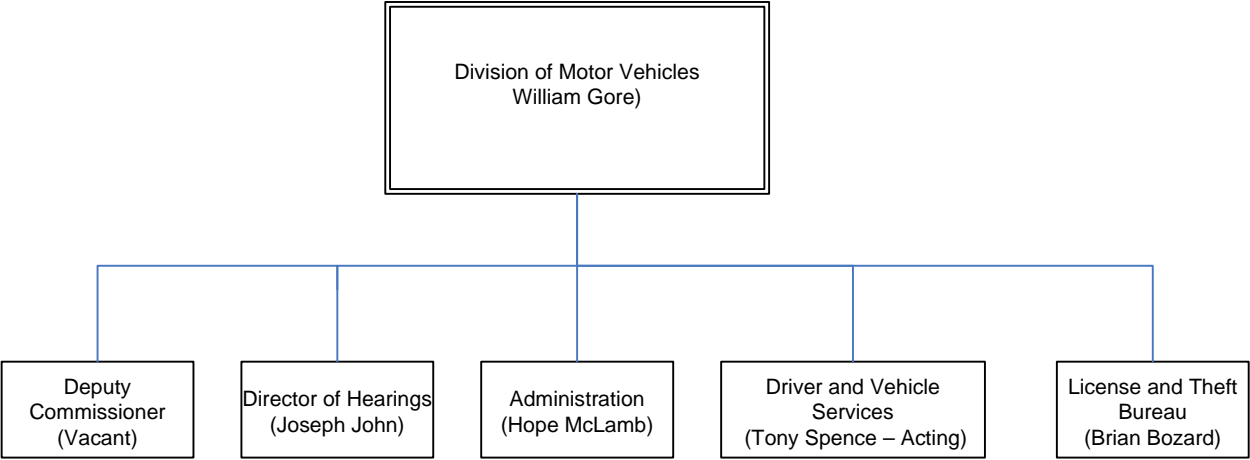 Division of Motor Vehicles
William Gore)
Deputy
Commissioner
(Vacant)
Director of Hearings
(Joseph John)
Administration
(Hope McLamb)
Driver and Vehicle
Services
(Tony Spence – Acting)
License and Theft
Bureau
(Brian Bozard)